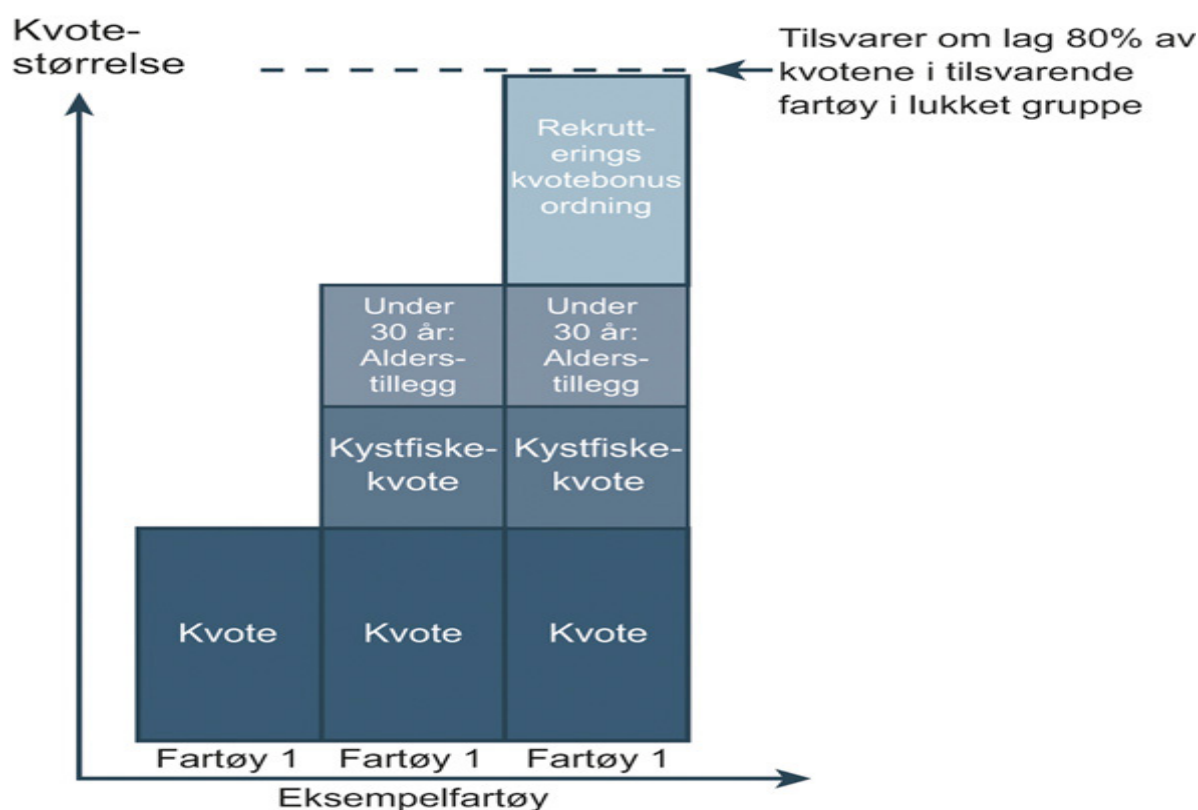 Kvote-
størrelse
Tilsvarer om lag 80% av
kvotene i tilsvarende
fartøy i lukket gruppe
Rekrutt-
erings
kvotebonus
ordning
Under
30 år:
Alders-
tillegg
Under
30 år:
Alders-
tillegg
Kystfiske-
kvote
Kystfiske-
kvote
Kvote
Kvote
Kvote
Fartøy 1
Fartøy 1
Fartøy 1
Eksempelfartøy